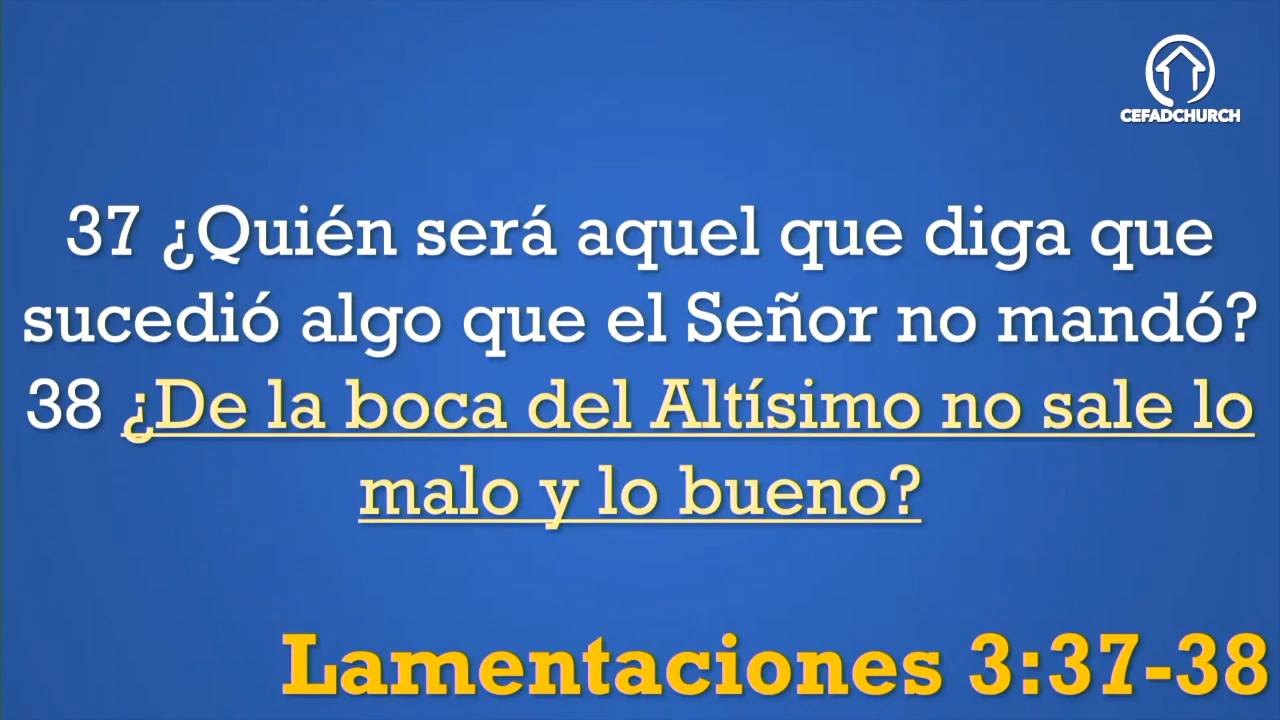 CEFADCHURCH
37 ¿Quién será aquel que diga que
sucedió algo que el Señor no mandó?
38 ¿De la boca del Altísimo no sale lo
malo y lo bueno?
Lamentaciones 3:37-38